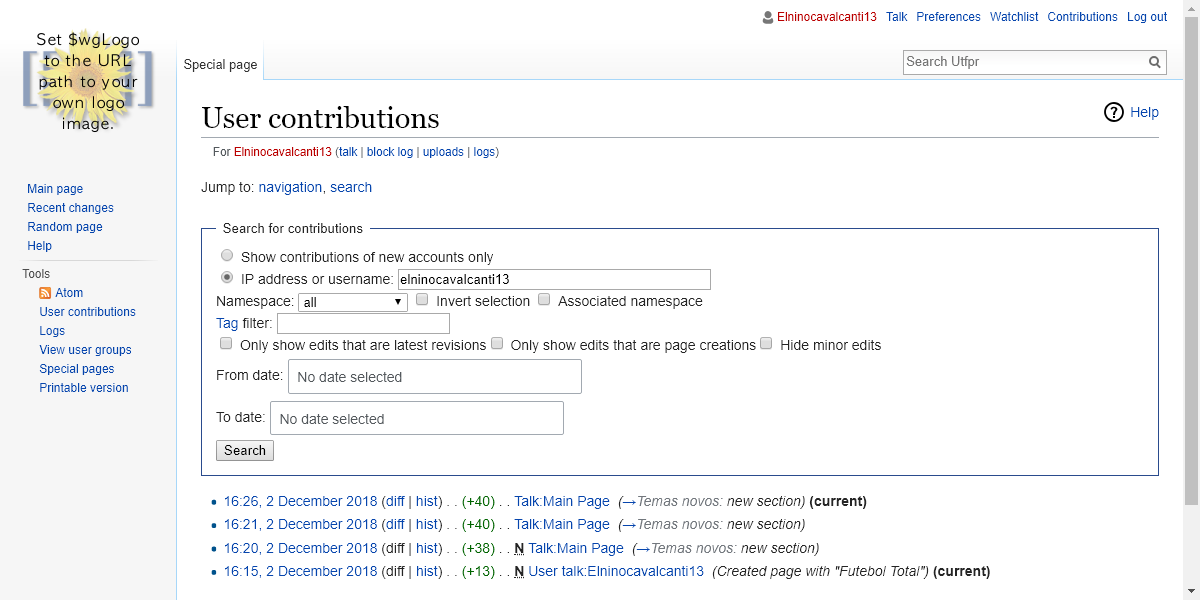 Elninocavalcanti13 Talk Preferences Watchlist Contributions Log out
Set $wgLogo
to the URL
path to your
own logo
image.
Special page
Search Utfpr
User contributions
Help
For Elninocavalcanti13 (talk | block log | uploads | logs)
Jump to: navigation, search
Main page
Recent changes
Random page
Help
Tools
Atom
User contributions
Logs
View user groups
Special pages
Printable version
Search for contributions
Show contributions of new accounts only
IP address or username: elninocavalcanti13
Namespace: all Invert selection Associated namespace
Tag filter:
Only show edits that are latest revisions Only show edits that are page creations Hide minor edits
From date: No date selected
To date: No date selected
Search
16:26, 2 December 2018 (diff | hist) . . (+40) . . Talk:Main Page (→Temas novos: new section) (current)
16:21, 2 December 2018 (diff | hist) . . (+40) . . Talk:Main Page (→Temas novos: new section)
16:20, 2 December 2018 (diff | hist) . . (+38) . . N Talk:Main Page (→Temas novos: new section)
16:15, 2 December 2018 (diff | hist) . . (+13) . . N User talk:Elninocavalcanti13 (Created page with "Futebol Total") (current)